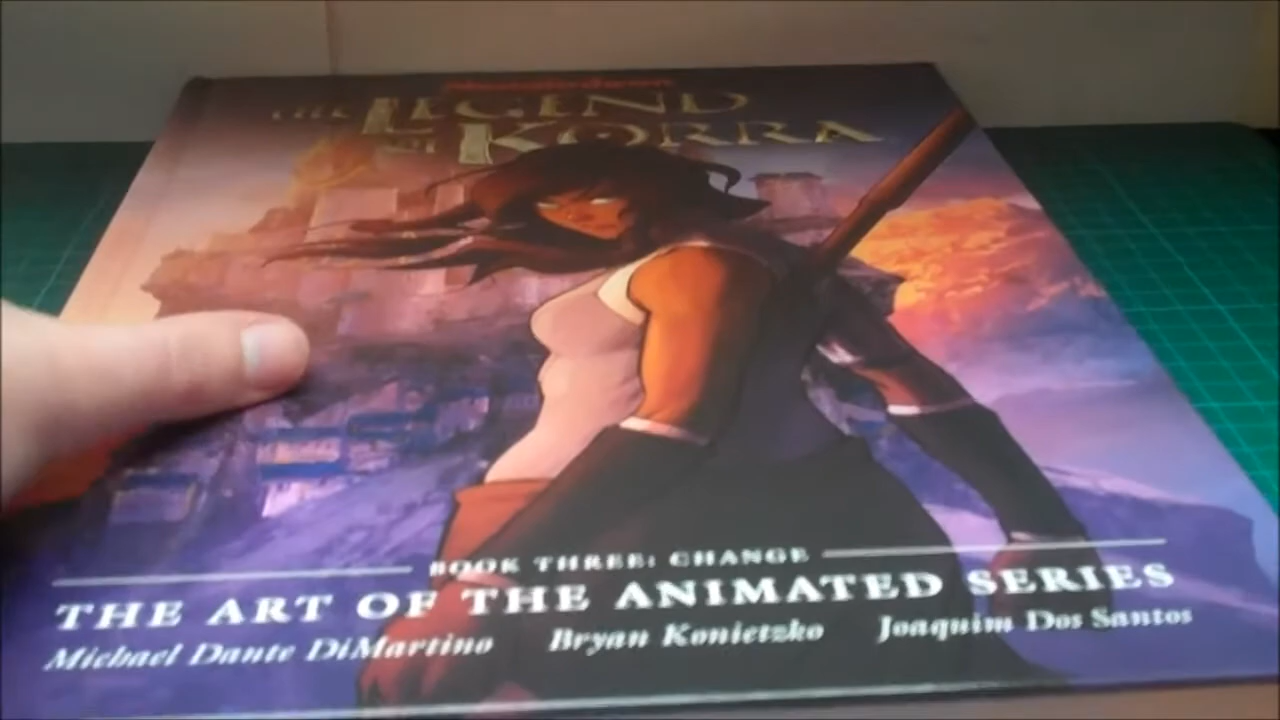 THE LEGEND
OF KORRA
BOOK THREE: CHANGE
THE ART OF THE ANIMATED SERIES
Michael Dante DiMartino Bryan Konietzko Joaquim Dos Santos